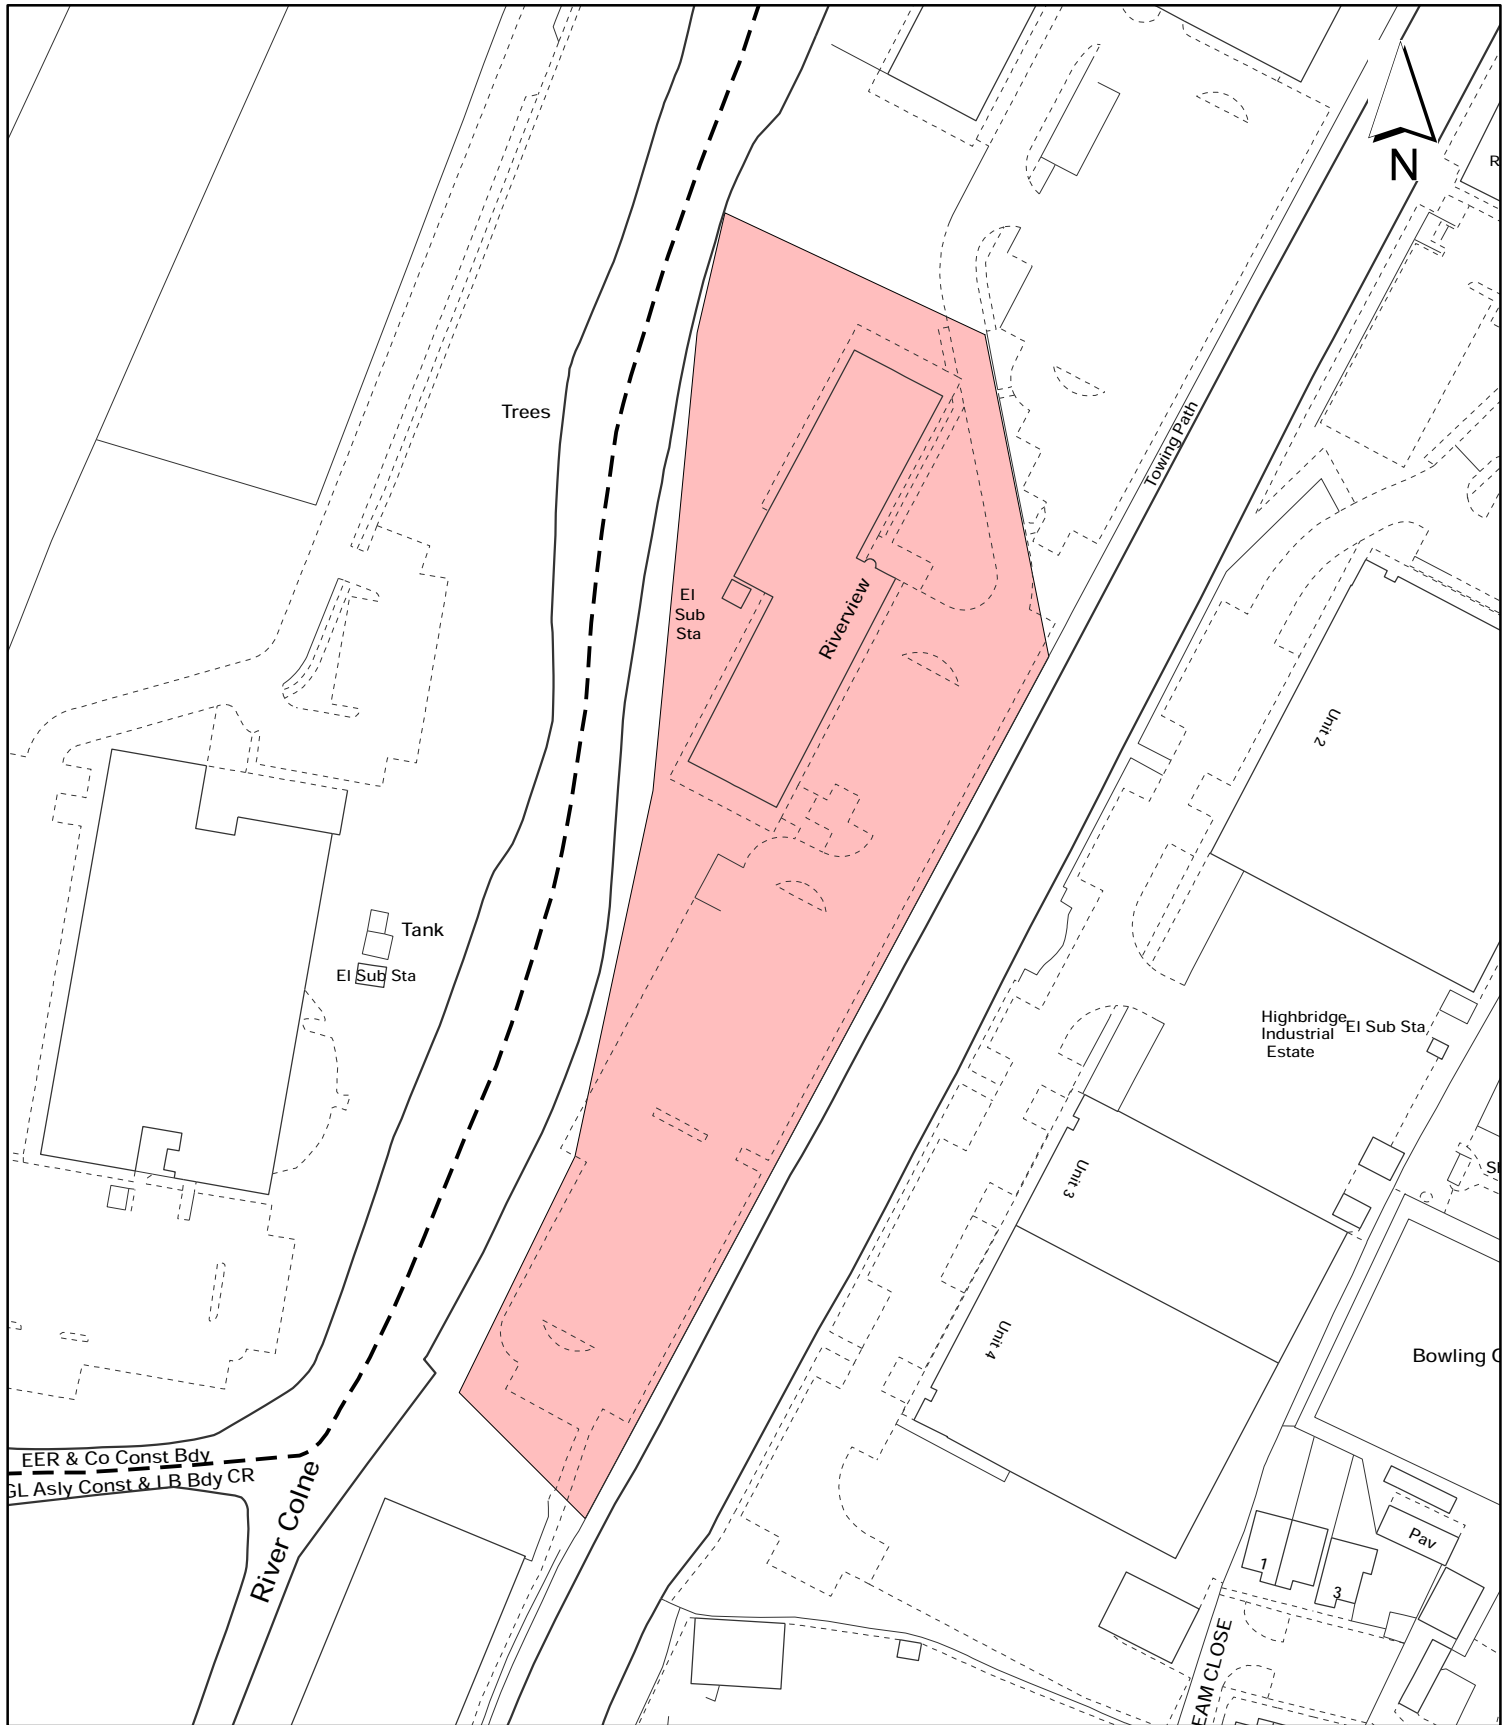 N
R
Trees
Towing Path
El
Sub
Sta
Riverview
Unit 2
Tank
El Sub Sta
Highbridge
Industrial
Estate
El Sub Sta
Unit 3
Unit 4
Bowling G
EER & Co Const Bdy
GL Asly Const & LB Bdy CR
River Colne
Pav
1
3
EAM CLOSE